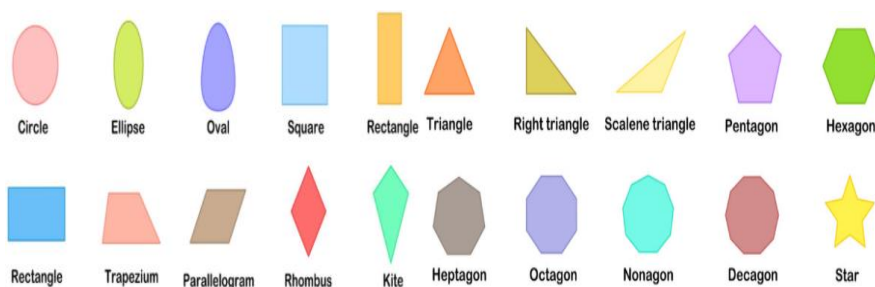 Circle Ellipse Oval Square Rectangle Triangle Right triangle Scalene triangle Pentagon Hexagon
Rectangle Trapezium Parallelogram Rhombus Kite Heptagon Octagon Nonagon Decagon Star